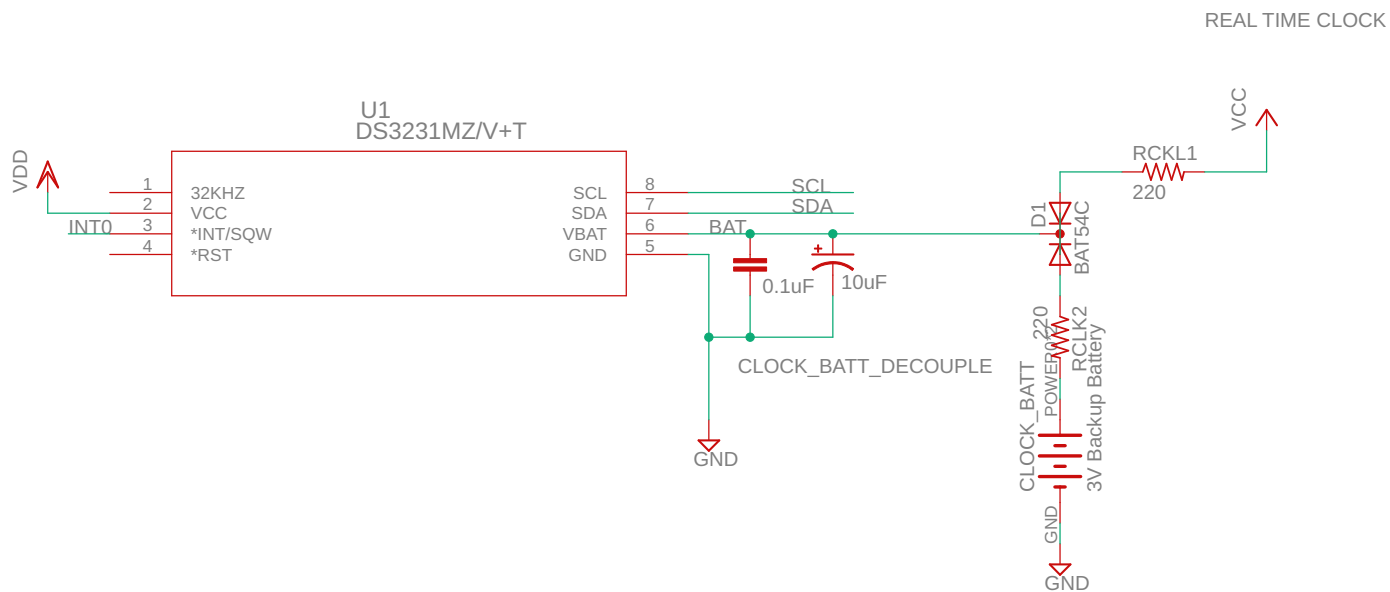 REAL TIME CLOCK
U1
DS3231MZ/V+T
VDD
1
32KHZ
2
VCC
INT0
3
*INT/SQW
4
*RST
SCL
8
SCL
SDA
7
SDA
VBAT
6
BAT
GND
5
0.1uF
10uF
CLOCK_BATT_DECOUPLE
GND
VCC
RCKL1
220
D1
BAT54C
220
RCLK2
CLOCK_BATT
3V Backup Battery
GND
GND